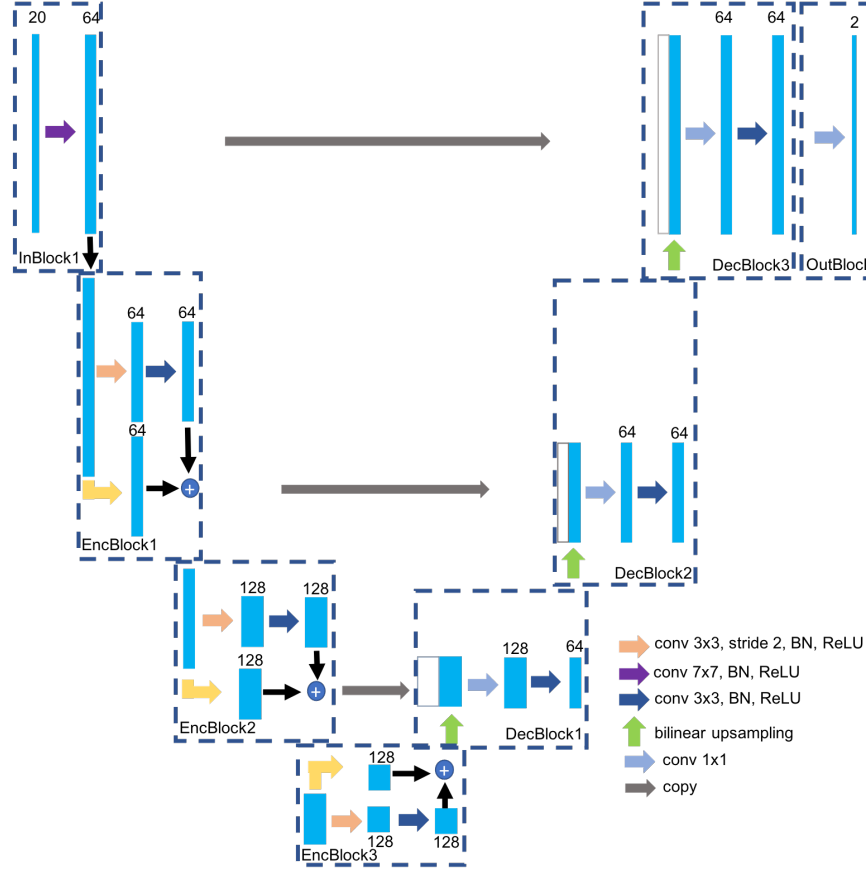 20 64
InBlock1
64 64
2
DecBlock3
OutBlock
64 64
64
EncBlock1
64 64
DecBlock2
128 128
128
EncBlock2
128 64
DecBlock1
128
128 128
EncBlock3
conv 3x3, stride 2, BN, ReLU
conv 7x7, BN, ReLU
conv 3x3, BN, ReLU
bilinear upsampling
conv 1x1
copy